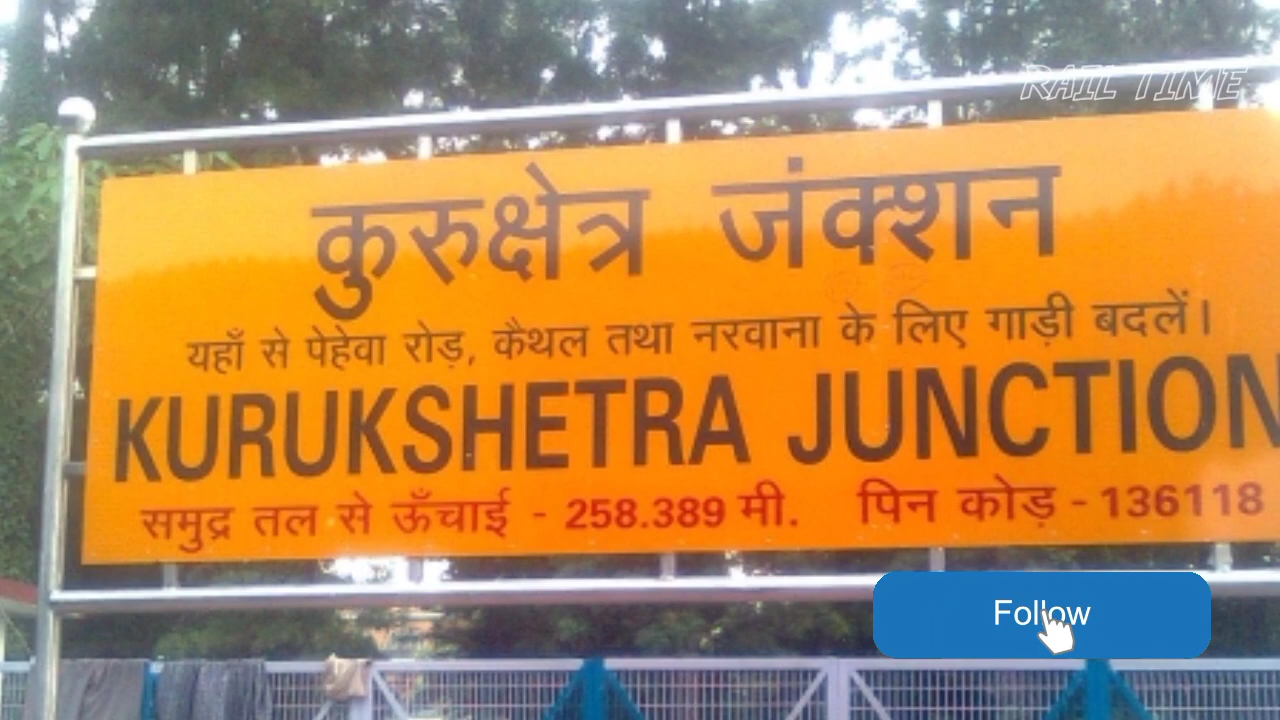 RAIL TIME
कुरुक्षेत्र जंक्शन
यहाँ से पेहेवा रोड़, कैथल तथा नरवाना के लिए गाड़ी बदलें।
KURUKSHETRA JUNCTION
समुद्र तल से ऊँचाई - 258.389 मी. पिन कोड़ - 136118
Follow